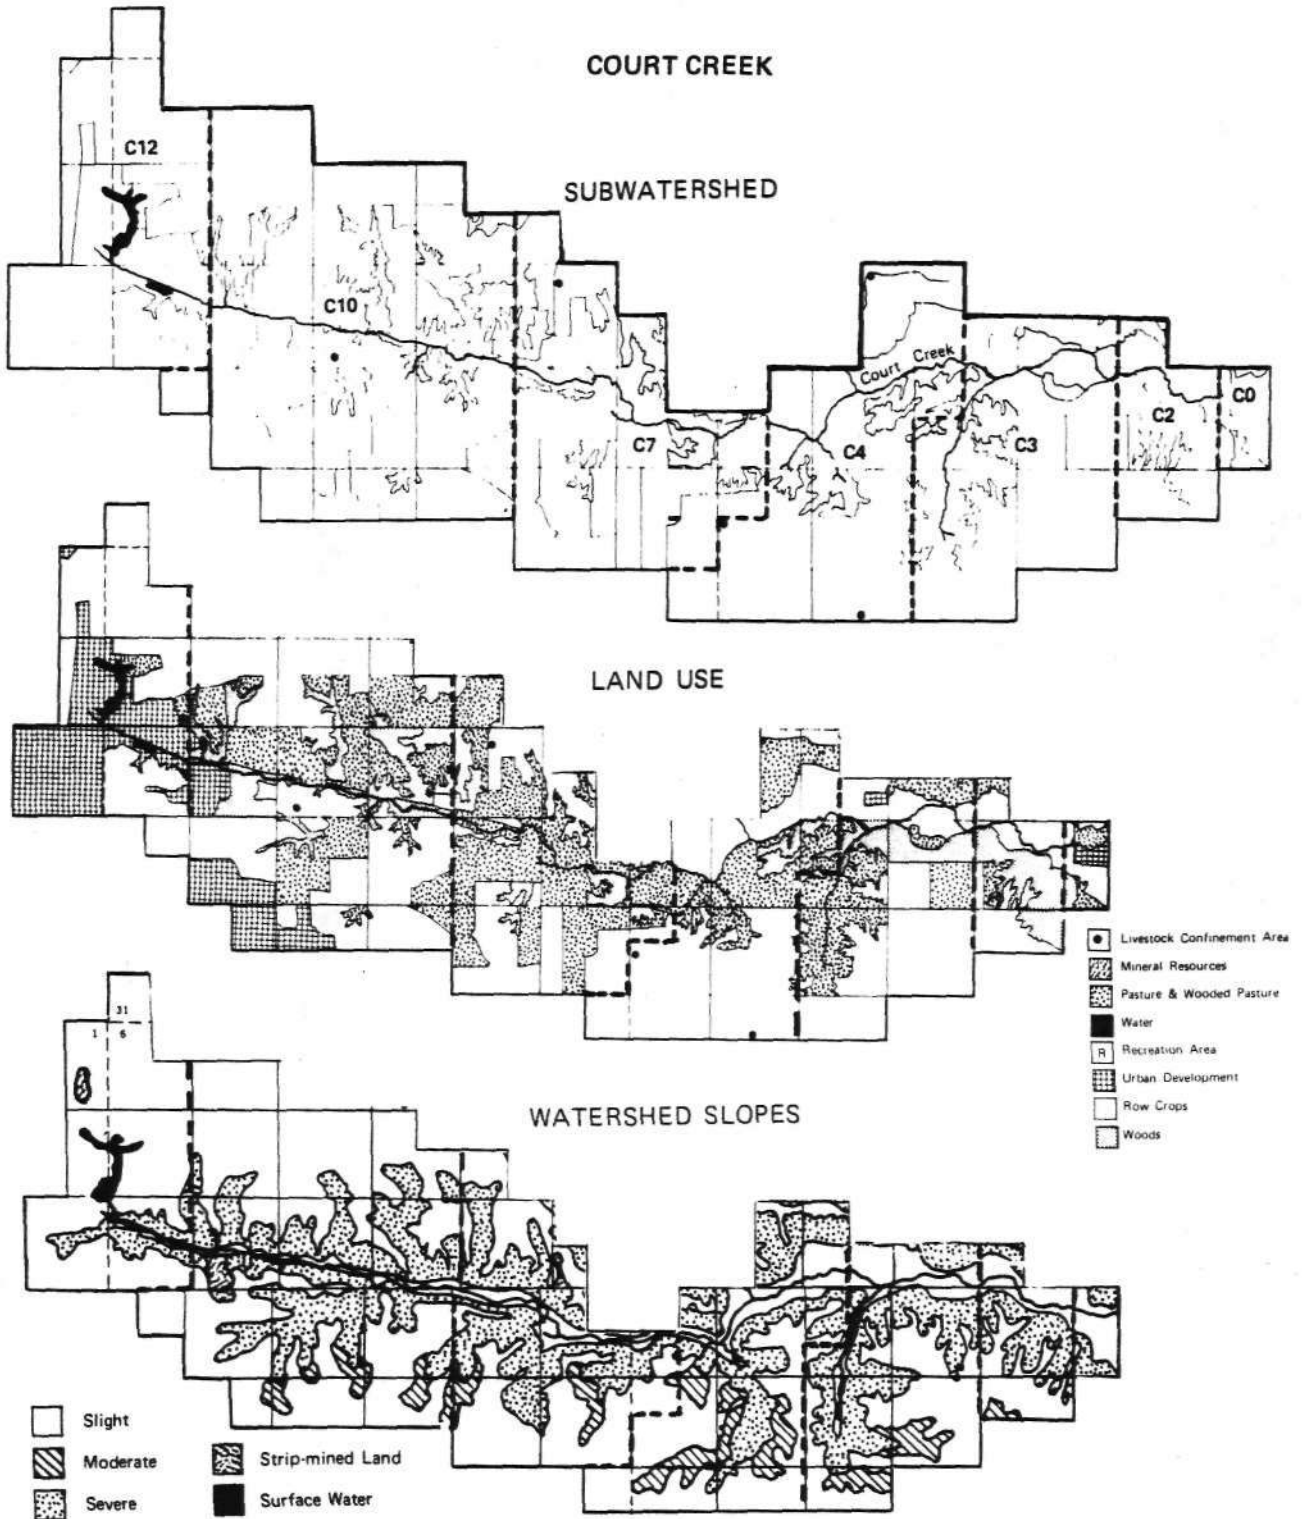 COURT CREEK
SUBWATERSHED
C12
C10
Court Creek
C7
C4
C3
C2
C0
LAND USE
Livestock Confinement Area
Mineral Resources
Pasture & Wooded Pasture
Water
R Recreation Area
Urban Development
Row Crops
Woods
31
1 6
WATERSHED SLOPES
Slight
Moderate
Severe
Strip-mined Land
Surface Water